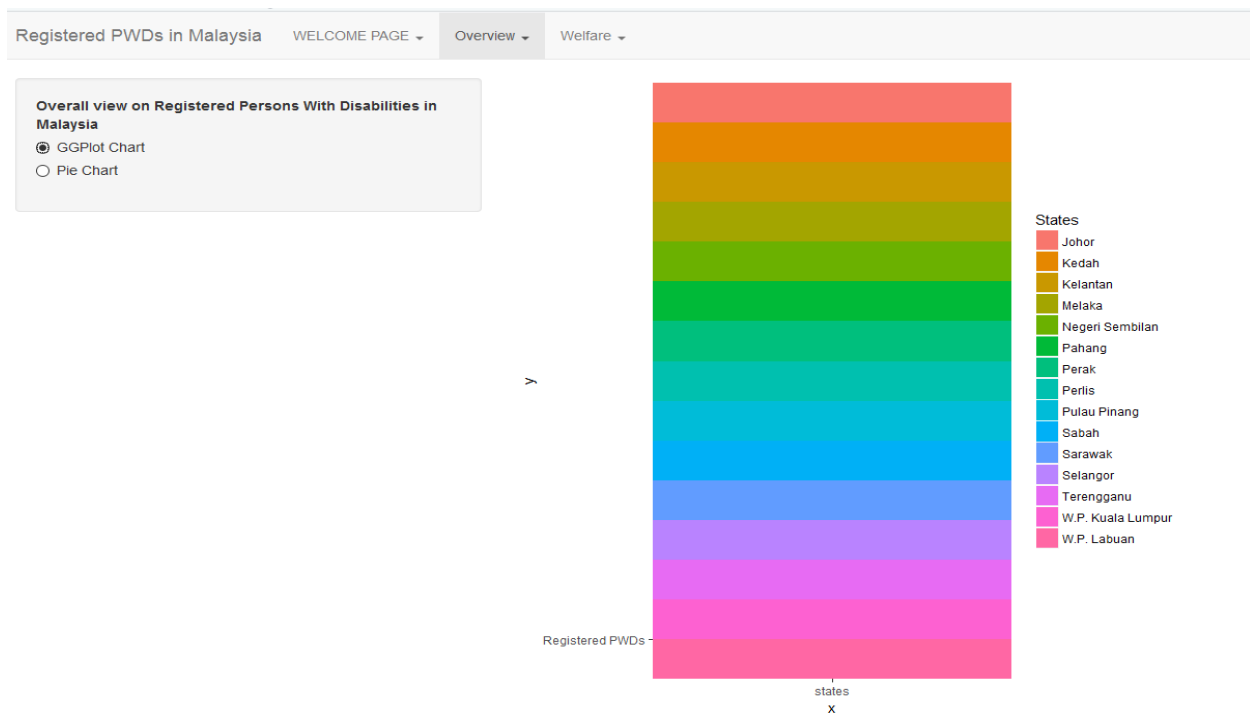 Registered PWDs in Malaysia WELCOME PAGE Overview Welfare
Overall view on Registered Persons With Disabilities in
Malaysia
GGPlot Chart
Pie Chart
y
Registered PWDs
states
x
States
Johor
Kedah
Kelantan
Melaka
Negeri Sembilan
Pahang
Perak
Perlis
Pulau Pinang
Sabah
Sarawak
Selangor
Terengganu
W.P. Kuala Lumpur
W.P. Labuan